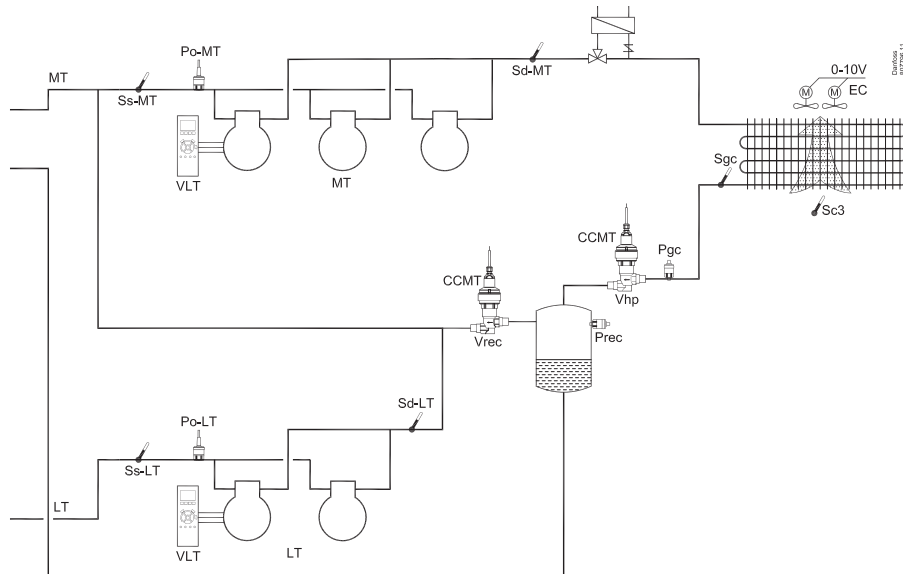 Po-MT
MT
Ss-MT
Sd-MT
0-10V
M
M
EC
Danfoss
VLT
MT
Sgc
Sc3
CCMT
Pgc
CCMT
Vhp
Vrec
Prec
Sd-LT
Po-LT
Ss-LT
LT
VLT
LT